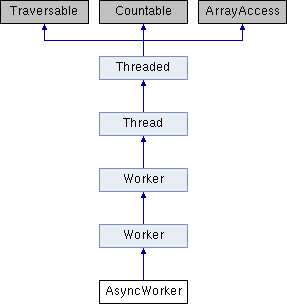 Traversable Countable ArrayAccess
Threaded
Thread
Worker
Worker
AsyncWorker